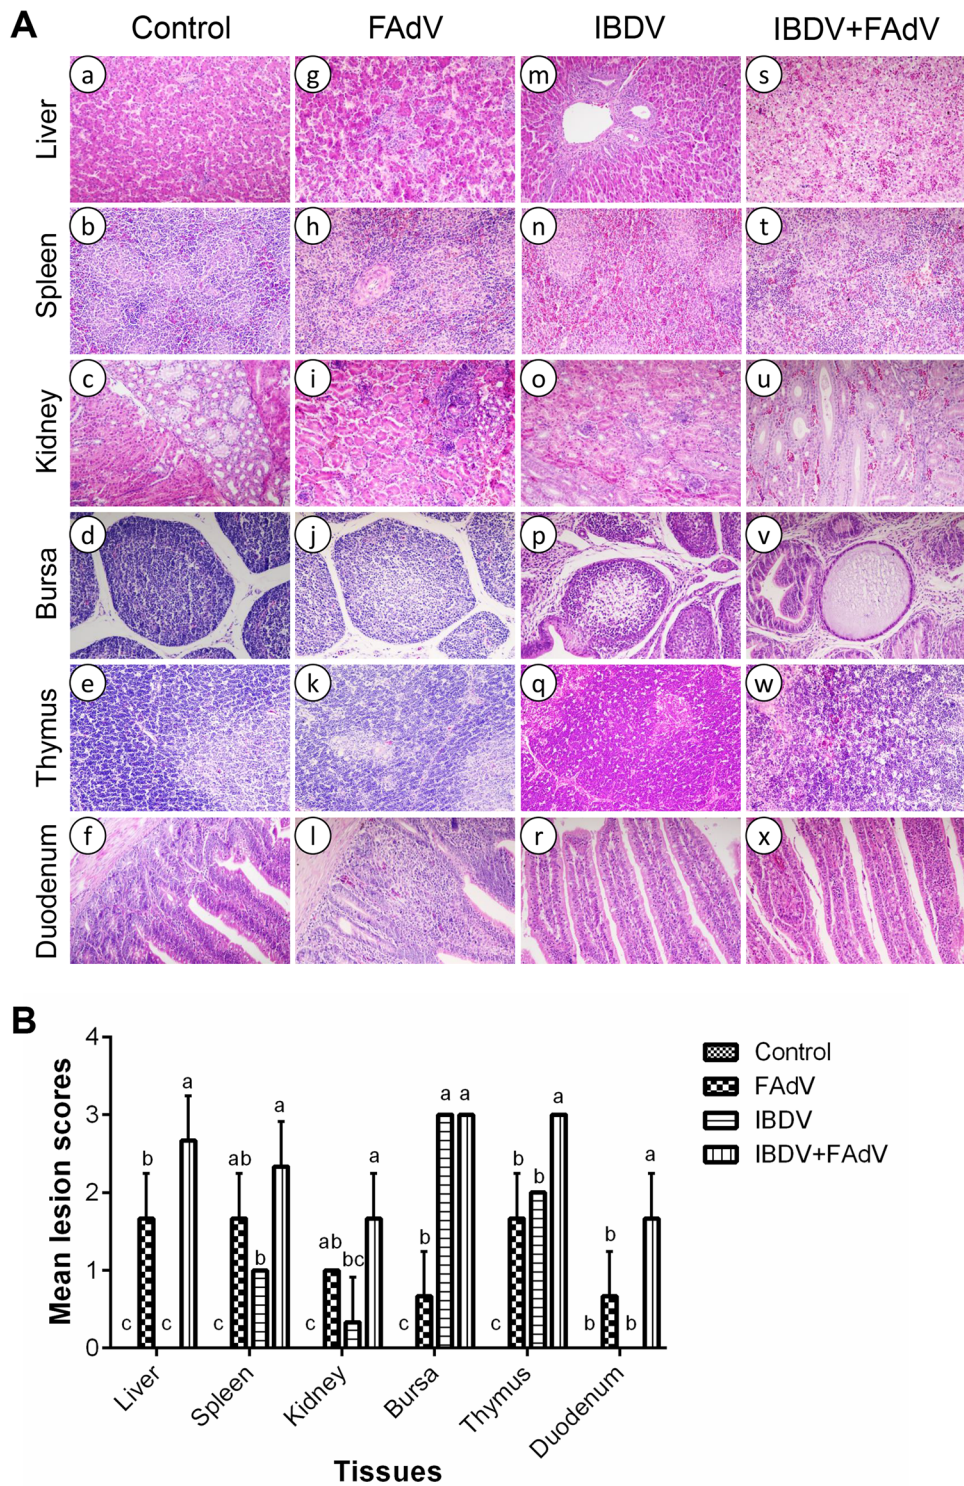 A
Control FAdV IBDV IBDV+FAdV
Liver a g m s
Spleen b h n t
Kidney c i o u
Bursa d j p v
Thymus e k q w
Duodenum f l r x
B
Mean lesion scores
4
3
2
1
0
c b c a
c ab b a
c ab bc a
c b a a
c b b a
b b b a
Liver Spleen Kidney Bursa Thymus Duodenum
Tissues
Control
FAdV
IBDV
IBDV+FAdV